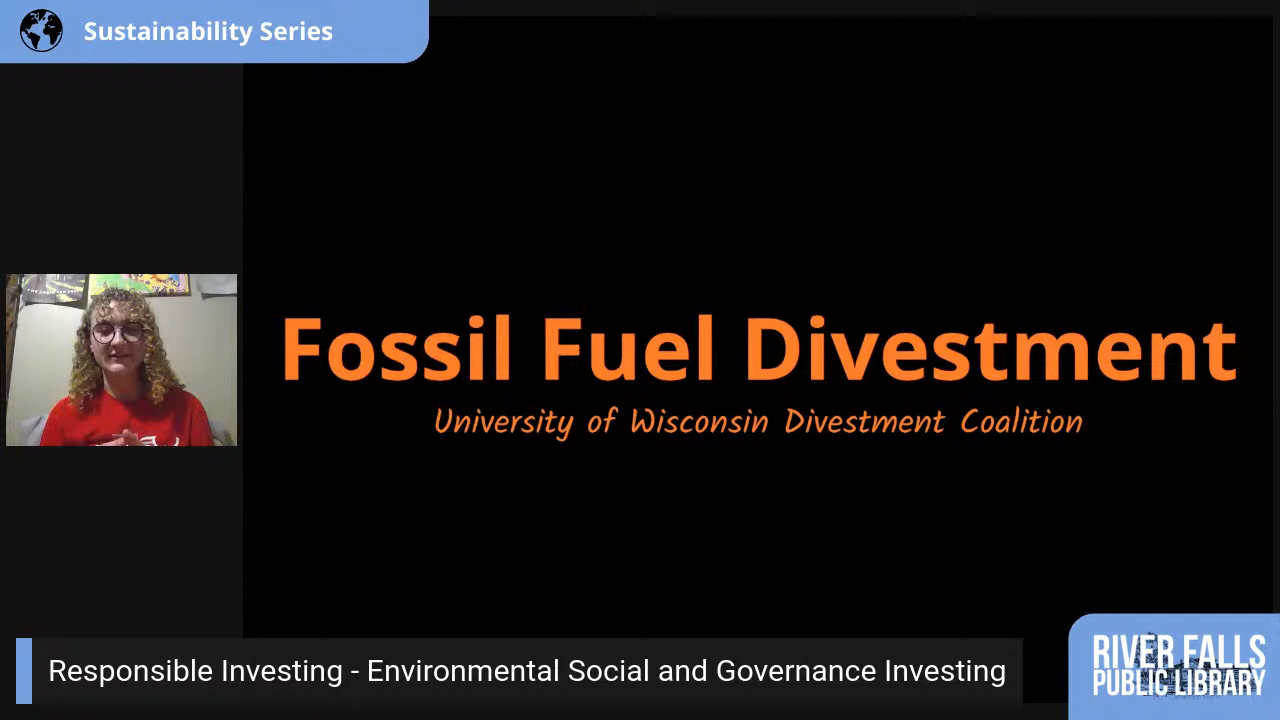 Sustainability Series
Fossil Fuel Divestment
University of Wisconsin Divestment Coalition
Responsible Investing - Environmental Social and Governance Investing
RIVER FALLS
PUBLIC LIBRARY